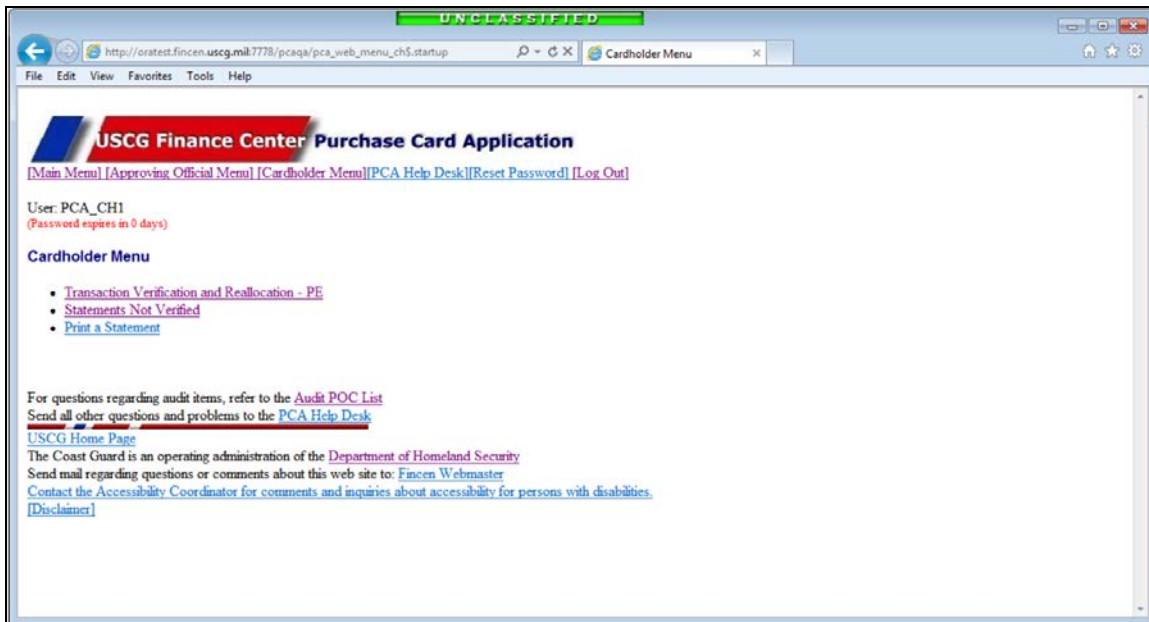 UNCLASSIFIED
http://oratest.fincen.uscg.mil:7778/pcaqa/pca_web_menu_ch$.startup
Cardholder Menu
File Edit View Favorites Tools Help
USCG Finance Center Purchase Card Application
[Main Menu] [Approving Official Menu] [Cardholder Menu][PCA Help Desk][Reset Password] [Log Out]
User: PCA_CH1
(Password expires in 0 days)
Cardholder Menu
Transaction Verification and Reallocation - PE
Statements Not Verified
Print a Statement
For questions regarding audit items, refer to the Audit POC List
Send all other questions and problems to the PCA Help Desk
USCG Home Page
The Coast Guard is an operating administration of the Department of Homeland Security
Send mail regarding questions or comments about this web site to: Fincen Webmaster
Contact the Accessibility Coordinator for comments and inquiries about accessibility for persons with disabilities.
[Disclaimer]